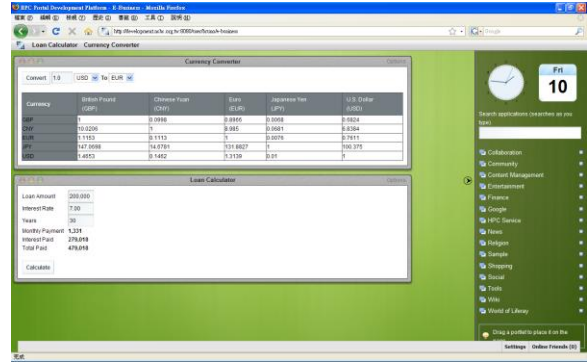 HPC Portal Development Platform - E-Business - Mozilla Firefox
Loan Calculator Currency Converter
Currency Converter
Options
Convert 1.0 USD To EUR
Currency
British Pound (GBP)
Chinese Yuan (CNY)
Euro (EUR)
Japanese Yen (JPY)
U.S. Dollar (USD)
GBP 1 0.0998 0.8966 0.0068 0.6824
CNY 10.0206 1 8.985 0.0681 6.8384
EUR 1.1153 0.1113 1 0.0076 0.7611
JPY 147.0698 14.6781 131.8827 1 100.375
USD 1.4653 0.1462 1.3139 0.01 1
Loan Calculator
Options
Loan Amount 200,000
Interest Rate 7.00
Years 30
Monthly Payment 1,331
Interest Paid 279,018
Total Paid 479,018
Calculate
Fri
10
Search applications (searches as you type).
Collaboration
Community
Content Management
Entertainment
Finance
Google
HPC Service
News
Religion
Sample
Shopping
Social
Tools
Wiki
World of Liferay
Drag a portlet to place it on the
Settings Online Friends (0)
完成